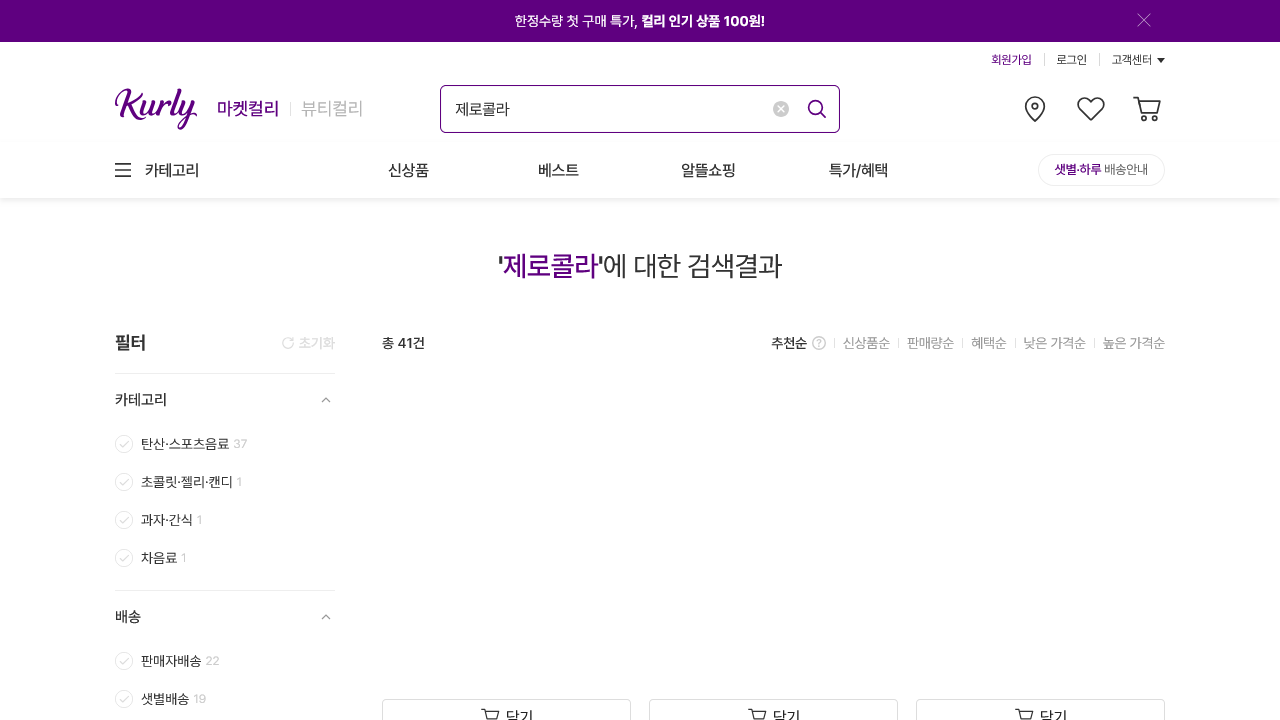 한정수량 첫 구매 특가, 컬리 인기 상품 100원!
회원가입 로그인 고객센터
Kurly 마켓컬리 뷰티컬리 제로콜라
카테고리 신상품 베스트 알뜰쇼핑 특가/혜택 샛별·하루 배송안내
'제로콜라'에 대한 검색결과
필터 초기화 총 41건 추천순 신상품순 판매량순 혜택순 낮은 가격순 높은 가격순
카테고리
탄산·스포츠음료 37
초콜릿·젤리·캔디 1
과자·간식 1
차음료 1
배송
판매자배송 22
샛별배송 19
담기 담기 담기